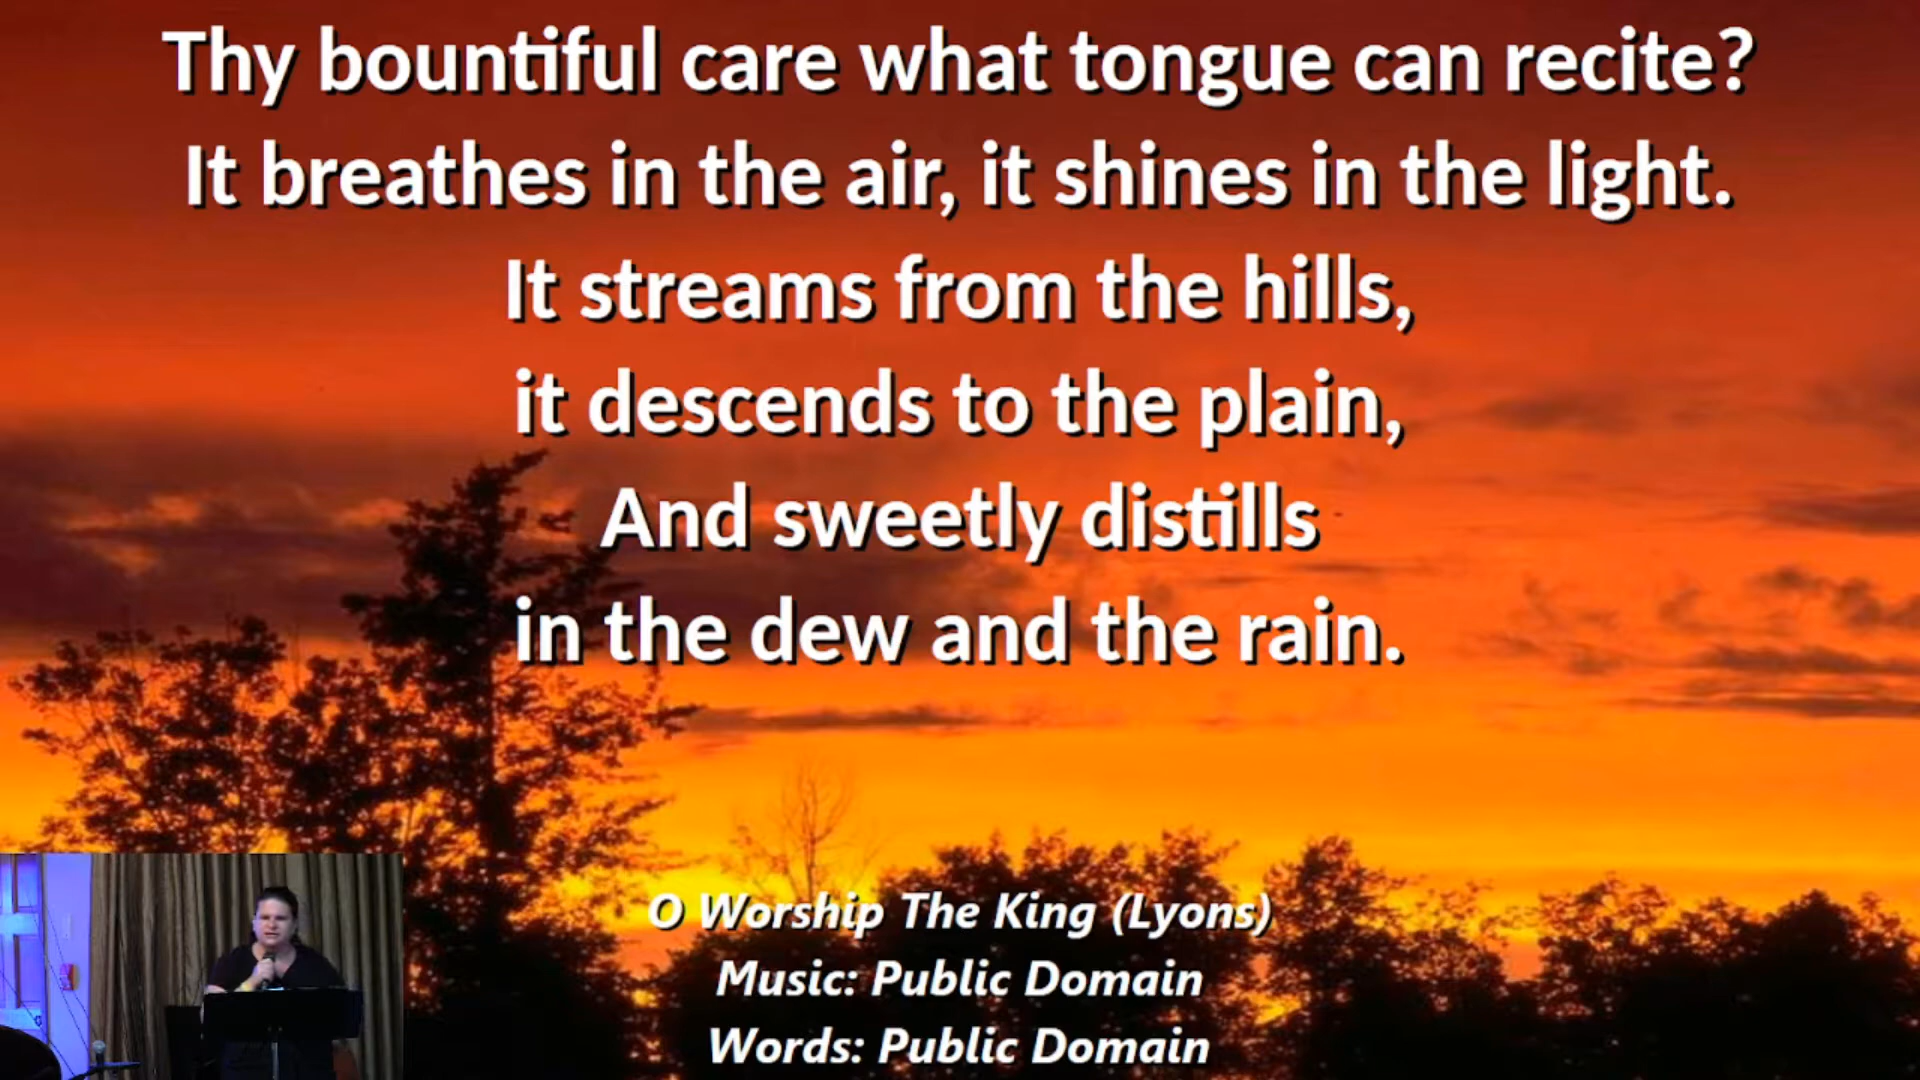 Thy bountiful care what tongue can recite?
It breathes in the air, it shines in the light.
It streams from the hills,
it descends to the plain,
And sweetly distills
in the dew and the rain.
O Worship The King (Lyons)
Music: Public Domain
Words: Public Domain